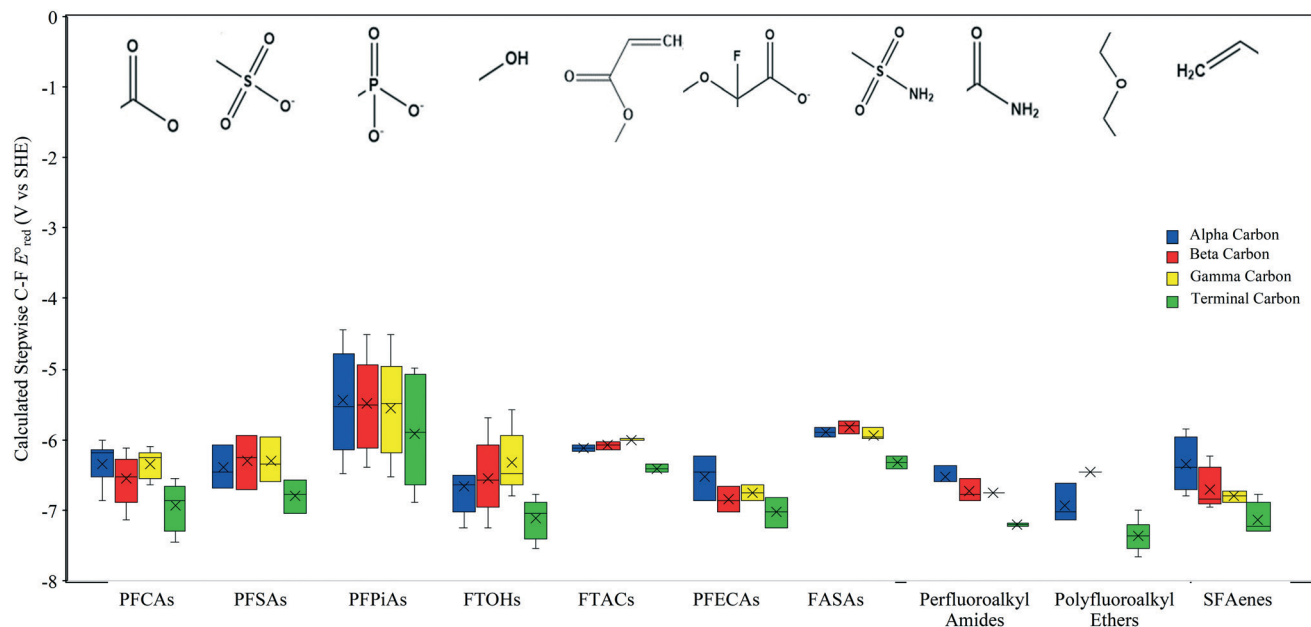 Calculated Stepwise C-F E°red (V vs SHE)
0
-1
-2
-3
-4
-5
-6
-7
-8
O
O
O
S
O
O-
O
P
O-
O-
OH
CH
O
O
F
O
O
O-
O
S
NH2
O
O
NH2
O
H2C
Alpha Carbon
Beta Carbon
Gamma Carbon
Terminal Carbon
PFCAs
PFSAs
PFPiAs
FTOHs
FTACs
PFECAs
FASAs
Perfluoroalkyl
Amides
Polyfluoroalkyl
Ethers
SFAenes